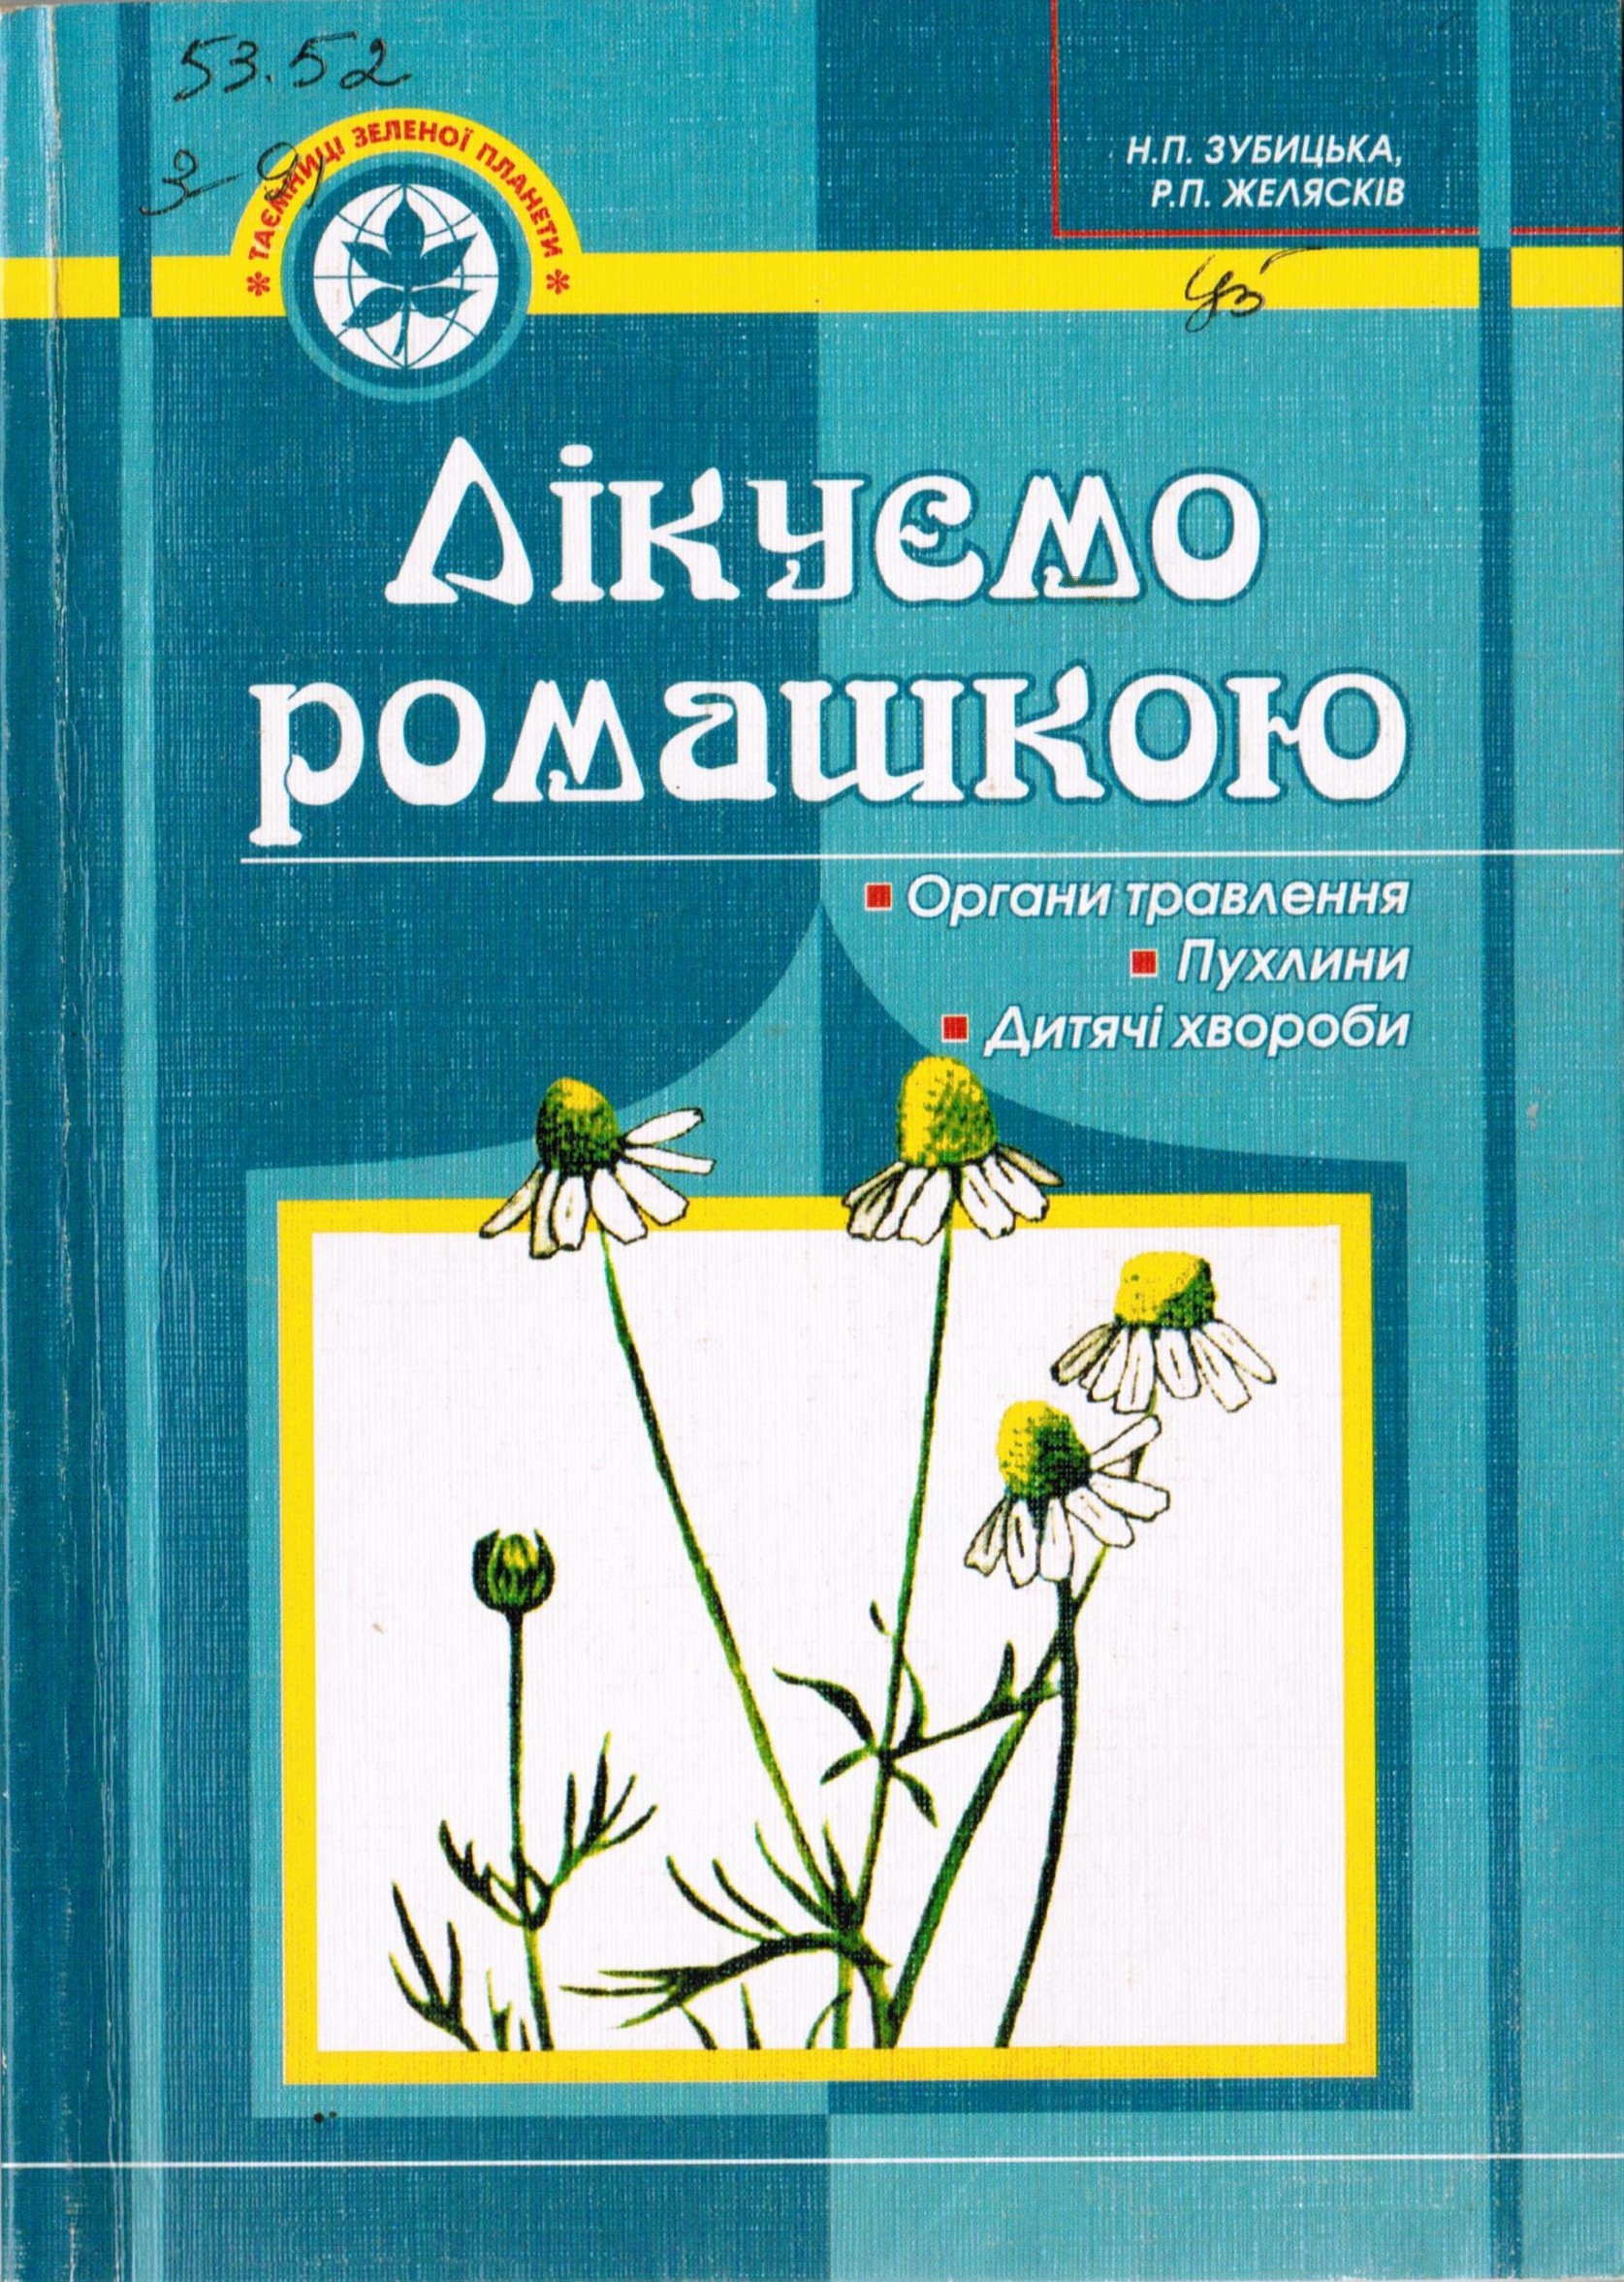 53.52
ТАЄМНИЦІ ЗЕЛЕНОЇ ПЛАНЕТИ
Н.П. ЗУБИЦЬКА,
Р.П. ЖЕЛЯСКІВ
Лікуємо
ромашкою
Органи травлення
Пухлини
Дитячі хвороби